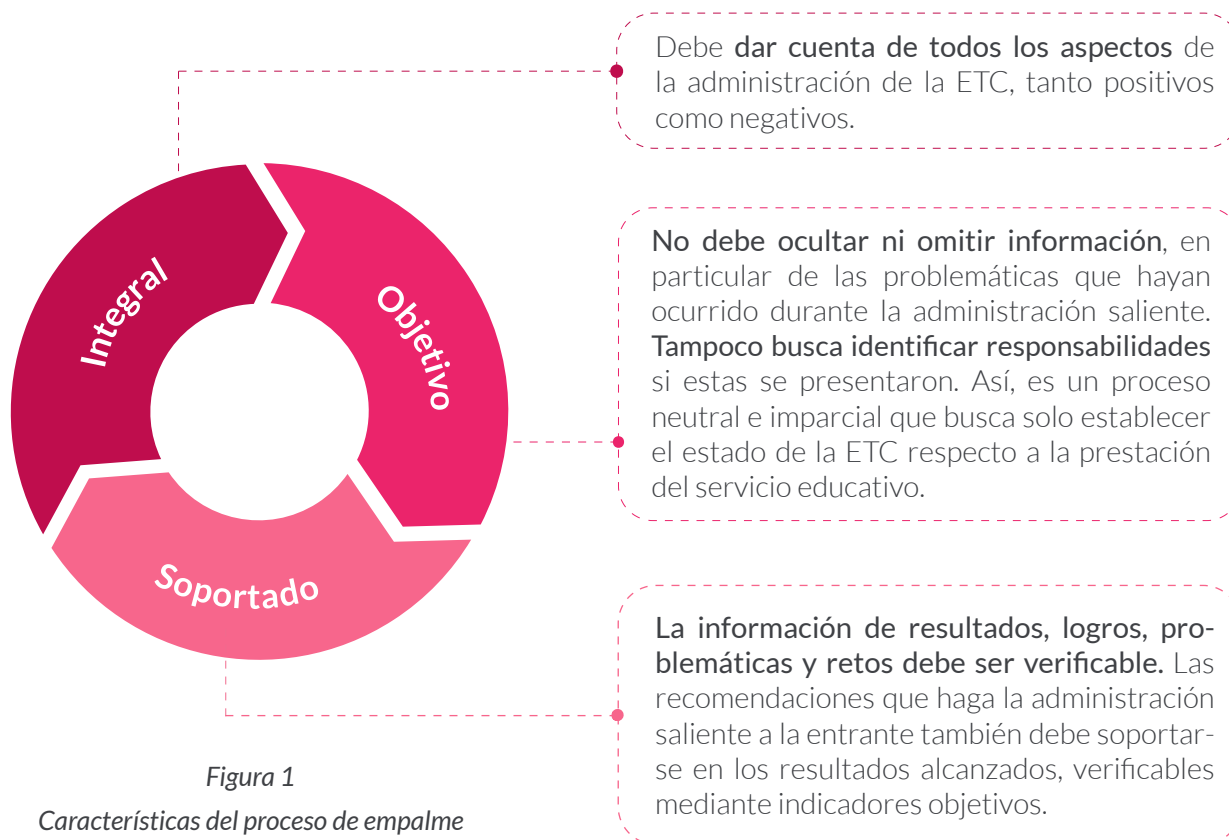 Debe dar cuenta de todos los aspectos de
la administración de la ETC, tanto positivos
como negativos.
Integral
Objetivo
Soportado
No debe ocultar ni omitir información, en
particular de las problemáticas que hayan
ocurrido durante la administración saliente.
Tampoco busca identificar responsabilidades
si estas se presentaron. Así, es un proceso
neutral e imparcial que busca solo establecer
el estado de la ETC respecto a la prestación
del servicio educativo.
La información de resultados, logros, pro-
blemáticas y retos debe ser verificable. Las
recomendaciones que haga la administración
saliente a la entrante también debe soportar-
se en los resultados alcanzados, verificables
mediante indicadores objetivos.
Figura 1
Características del proceso de empalme